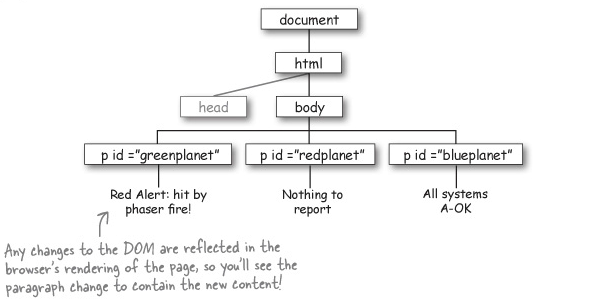 document
html
head
body
p id ="greenplanet"
p id ="redplanet"
p id ="blueplanet"
Red Alert: hit by
phaser fire!
Nothing to
report
All systems
A-OK
Any changes to the DOM are reflected in the
browser's rendering of the page, so you'll see the
paragraph change to contain the new content!